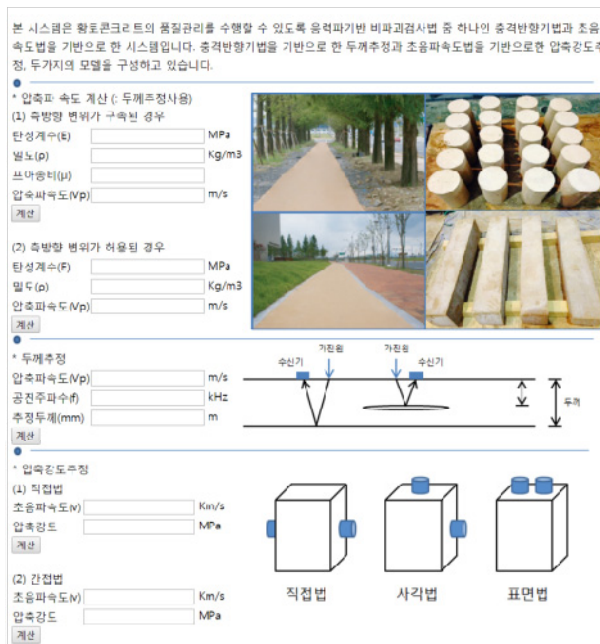 본 시스템은 황토콘크리트의 품질관리를 수행할 수 있도록 음력파기반 비파괴검사법 중 하나인 충격반향기법과 초음
속도법을 기반으로 한 시스템입니다. 충격반향기법을 기반으로 한 두께추정과 초음파속도법을 기반으로한 압축강도추
정, 두가지의 모델을 구성하고 있습니다.
* 압축파 속도 계산 (: 두께추정사용)
(1) 측방향 변위가 구속된 경우
탄성계수(E) MPa
밀도(ρ) Kg/m3
프아송비(μ)
압축파속도(Vp) m/s
계산
(2) 측방향 변위가 허용된 경우
탄성계수(E) MPa
밀도(ρ) Kg/m3
압축파속도(Vp) m/s
계산
* 두께추정
압축파속도(Vp) m/s
공진주파수(f) kHz
추정두께(mm) m
계산
수신기 가진원 가진원 수신기
두께
* 압축강도추정
(1) 직접법
초음파속도(v) Km/s
압축강도 MPa
계산
(2) 간접법
초음파속도(v) Km/s
압축강도 MPa
계산
직접법 사각법 표면법